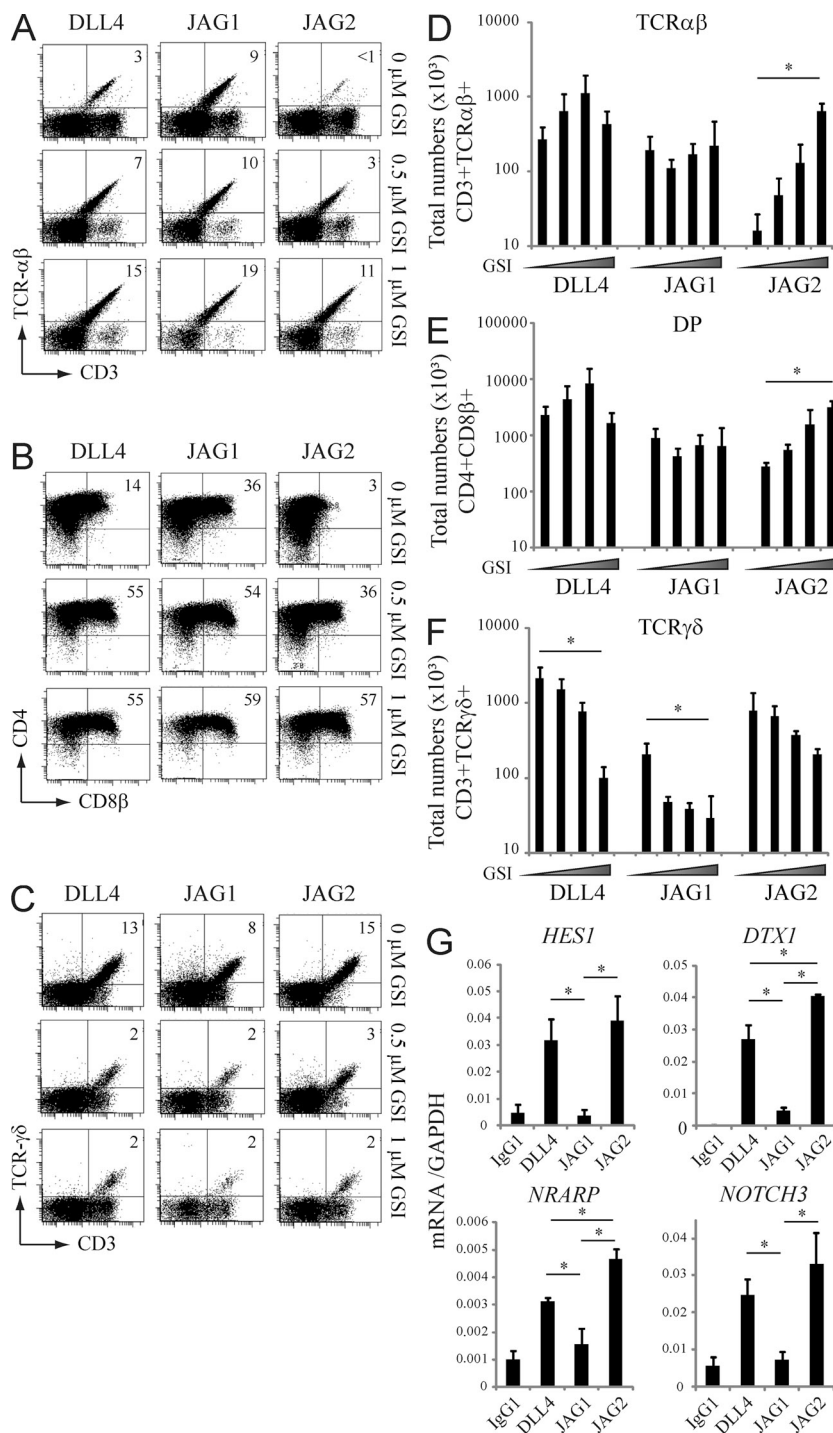 A
DLL4 JAG1 JAG2
3 9 <1
0 µM GSI
7 10 3
0.5 µM GSI
15 19 11
1 µM GSI
TCR-αβ
CD3
B
DLL4 JAG1 JAG2
14 36 3
0 µM GSI
55 54 36
0.5 µM GSI
55 59 57
1 µM GSI
CD4
CD8β
C
DLL4 JAG1 JAG2
13 8 15
0 µM GSI
2 2 3
0.5 µM GSI
2 2 2
1 µM GSI
TCR-γδ
CD3
D
TCRαβ
Total numbers (x10³)
CD3+TCRαβ+
10000
1000
100
10
*
GSI
DLL4 JAG1 JAG2
E
DP
Total numbers (x10³)
CD4+CD8β+
100000
10000
1000
100
10
*
GSI
DLL4 JAG1 JAG2
F
TCRγδ
Total numbers (x10³)
CD3+TCRγδ+
10000
1000
100
10
* *
GSI
DLL4 JAG1 JAG2
G
mRNA /GAPDH
HES1
0.06
0.05
0.04
0.03
0.02
0.01
0
* *
IgG1 DLL4 JAG1 JAG2
DTX1
0.05
0.04
0.03
0.02
0.01
0
* * *
IgG1 DLL4 JAG1 JAG2
NRARP
0.006
0.005
0.004
0.003
0.002
0.001
0.000
* * *
IgG1 DLL4 JAG1 JAG2
NOTCH3
0.05
0.04
0.03
0.02
0.01
0
* *
IgG1 DLL4 JAG1 JAG2